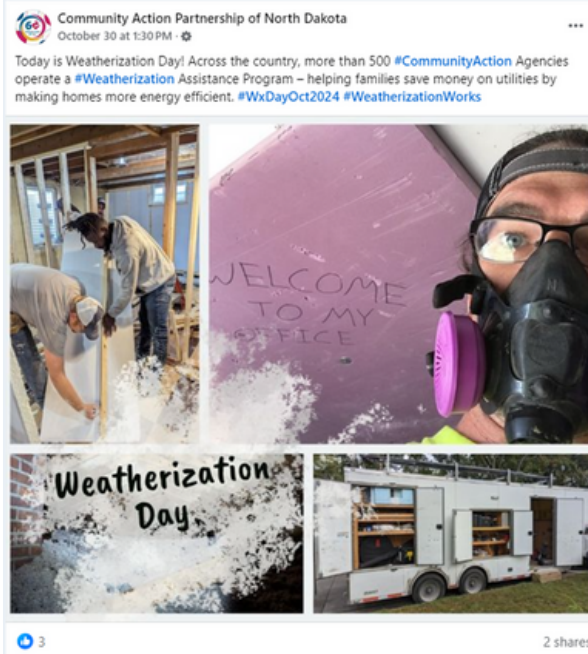 Community Action Partnership of North Dakota
October 30 at 1:30 PM ·
Today is Weatherization Day! Across the country, more than 500 #CommunityAction Agencies
operate a #Weatherization Assistance Program – helping families save money on utilities by
making homes more energy efficient. #WxDayOct2024 #WeatherizationWorks
WELCOME
TO MY
OFFICE
Weatherization
Day
3
2 shares